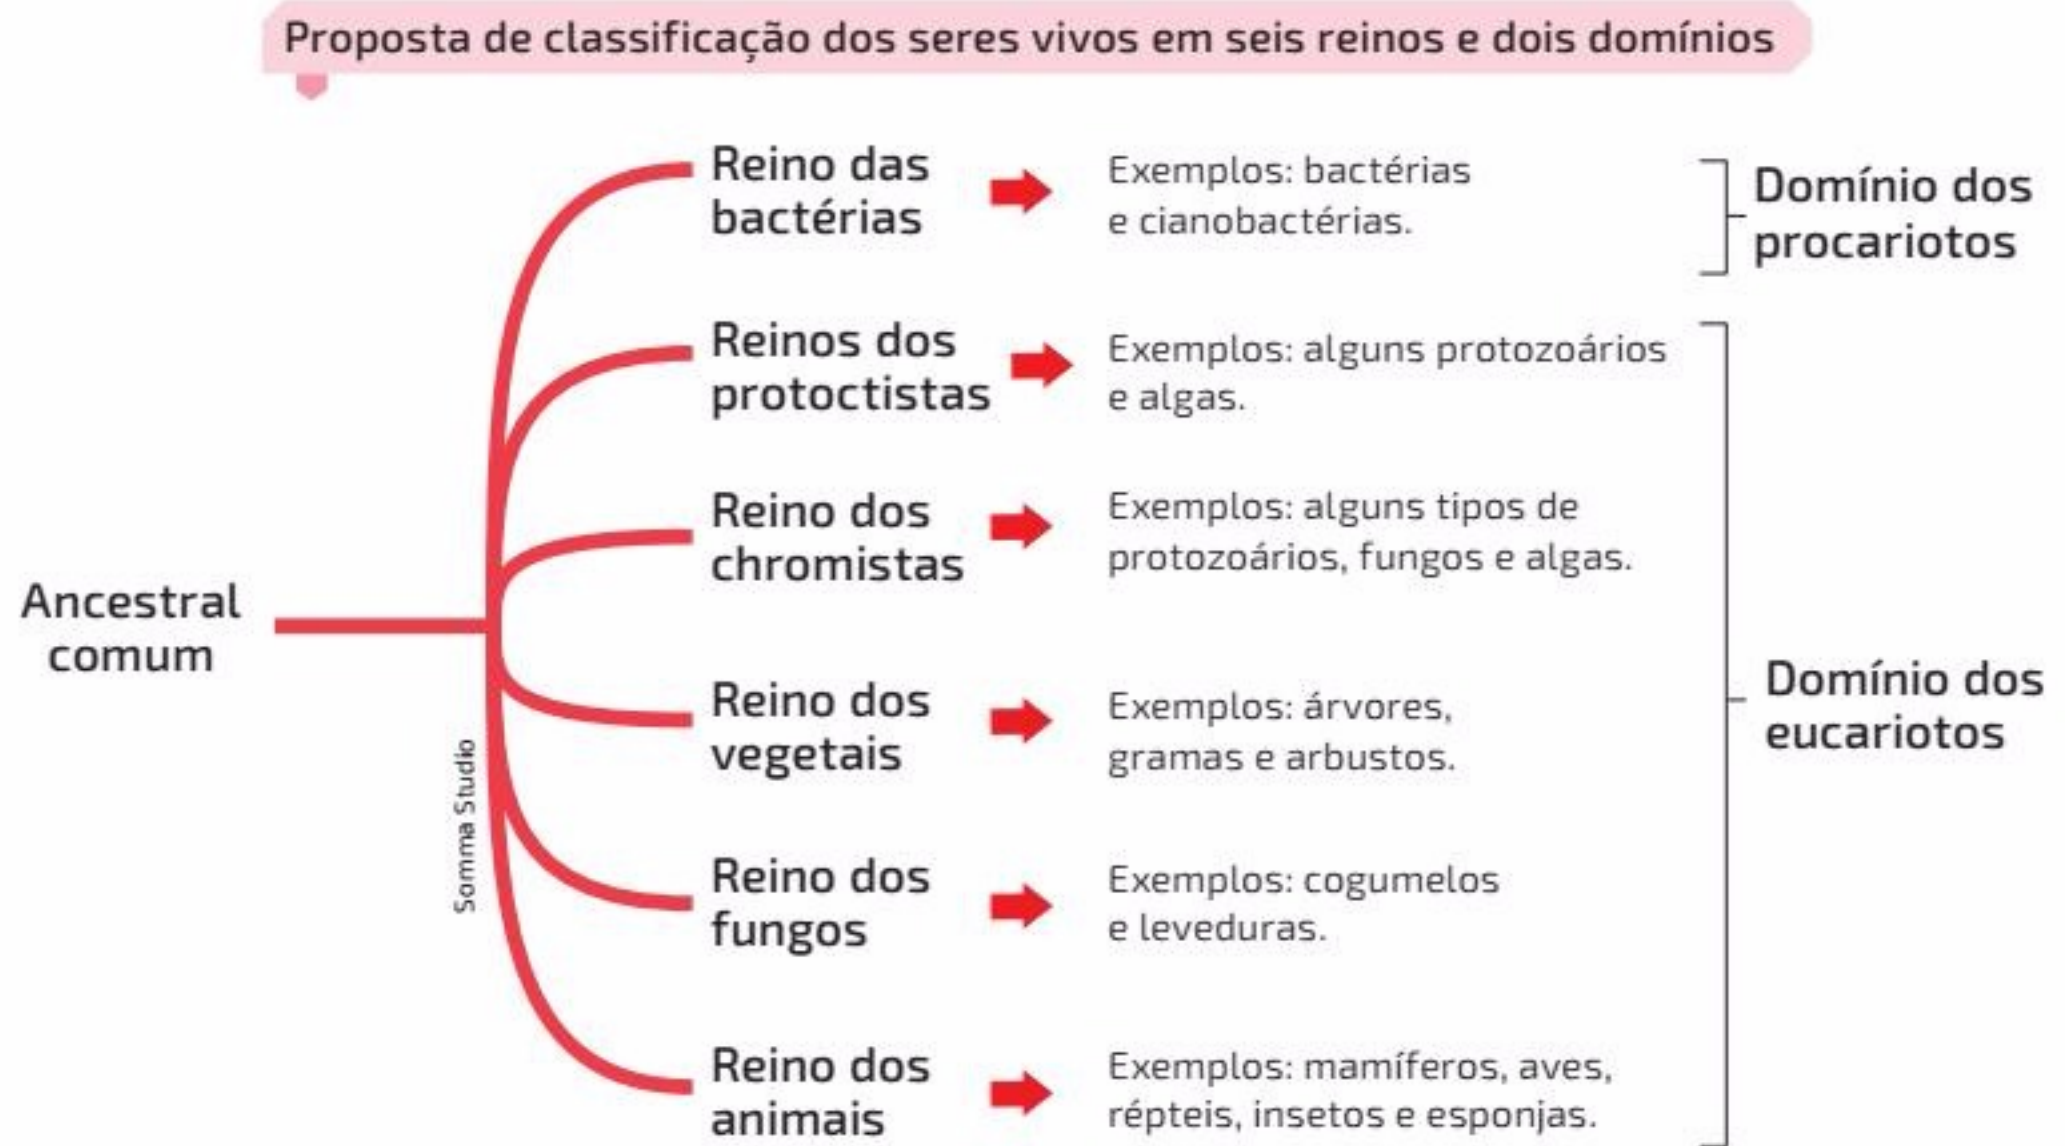 Proposta de classificação dos seres vivos em seis reinos e dois domínios
Ancestral
comum
Somma Studio
Reino das
bactérias
Exemplos: bactérias
e cianobactérias.
Domínio dos
procariotos
Reinos dos
protoctistas
Exemplos: alguns protozoários
e algas.
Reino dos
chromistas
Exemplos: alguns tipos de
protozoários, fungos e algas.
Reino dos
vegetais
Exemplos: árvores,
gramas e arbustos.
Reino dos
fungos
Exemplos: cogumelos
e leveduras.
Reino dos
animais
Exemplos: mamíferos, aves,
répteis, insetos e esponjas.
Domínio dos
eucariotos